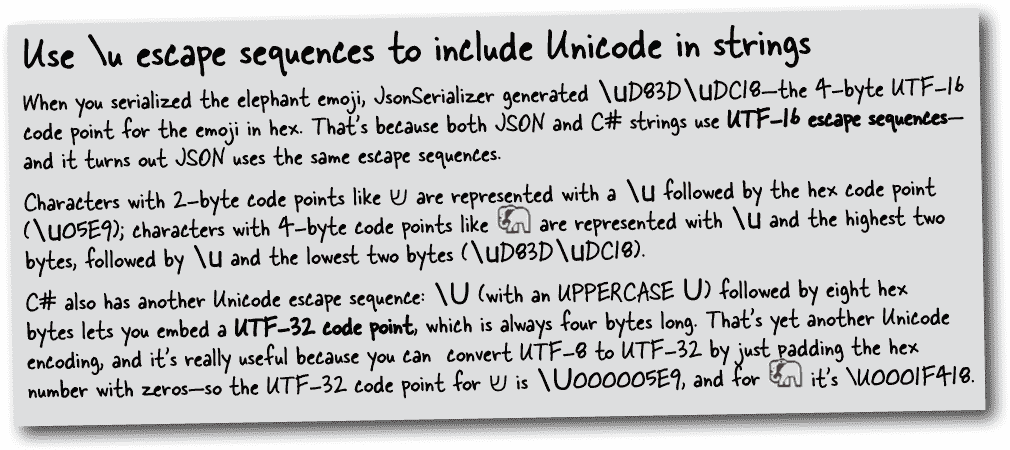 Use \u escape sequences to include Unicode in strings
When you serialized the elephant emoji, JsonSerializer generated \uD83D\uDC18—the 4-byte UTF-16
code point for the emoji in hex. That's because both JSON and C# strings use UTF-16 escape sequences—
and it turns out JSON uses the same escape sequences.
Characters with 2-byte code points like ש are represented with a \u followed by the hex code point
(\u05E9); characters with 4-byte code points like 🐘 are represented with \u and the highest two
bytes, followed by \u and the lowest two bytes (\uD83D\uDC18).
C# also has another Unicode escape sequence: \U (with an UPPERCASE U) followed by eight hex
bytes lets you embed a UTF-32 code point, which is always four bytes long. That's yet another Unicode
encoding, and it's really useful because you can convert UTF-8 to UTF-32 by just padding the hex
number with zeros—so the UTF-32 code point for ש is \U000005E9, and for 🐘 it's \U0001F418.